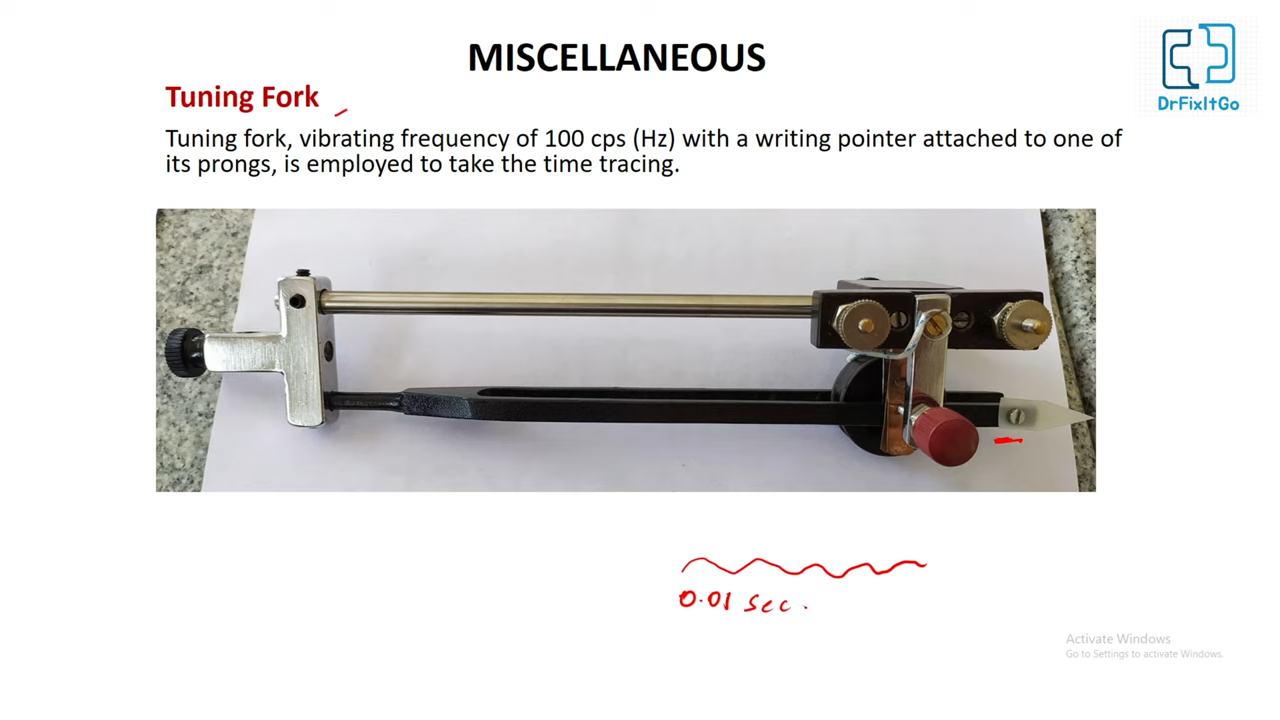 MISCELLANEOUS
DrFixItGo
Tuning Fork
Tuning fork, vibrating frequency of 100 cps (Hz) with a writing pointer attached to one of
its prongs, is employed to take the time tracing.
0.01 sec.
Activate Windows
Go to Settings to activate Windows.